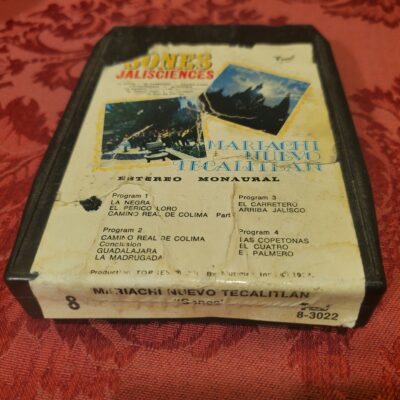 SONES
JALISCIENCES
MARIACHI
NUEVO
TECALITLAN
ESTEREO MONAURAL
Program 1
LA NEGRA
EL PERICO LORO
CAMINO REAL DE COLIMA Part
Program 2
CAMINO REAL DE COLIMA
Conclusion
GUADALAJARA
LA MADRUGADA
Program 3
EL CARRETERO
ARRIBA JALISCO
Program 4
LAS COPETONAS
EL CUATRO
EL PALMERO
MARIACHI NUEVO TECALITLAN
8
"Sones
8-3022